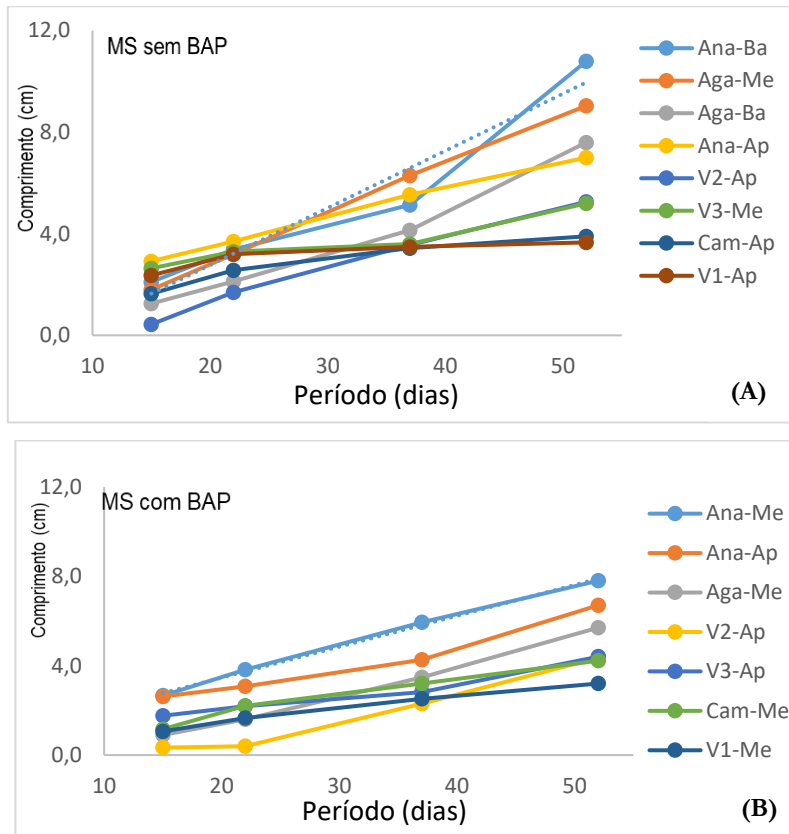 12,0
MS sem BAP
Comprimento (cm)
8,0
4,0
0,0
10
20
30
40
50
Período (dias)
Ana-Ba
Aga-Me
Aga-Ba
Ana-Ap
V2-Ap
V3-Me
Cam-Ap
V1-Ap
(A)
12,0
MS com BAP
Comprimento (cm)
8,0
4,0
0,0
10
20
30
40
50
Período (dias)
Ana-Me
Ana-Ap
Aga-Me
V2-Ap
V3-Ap
Cam-Me
V1-Me
(B)